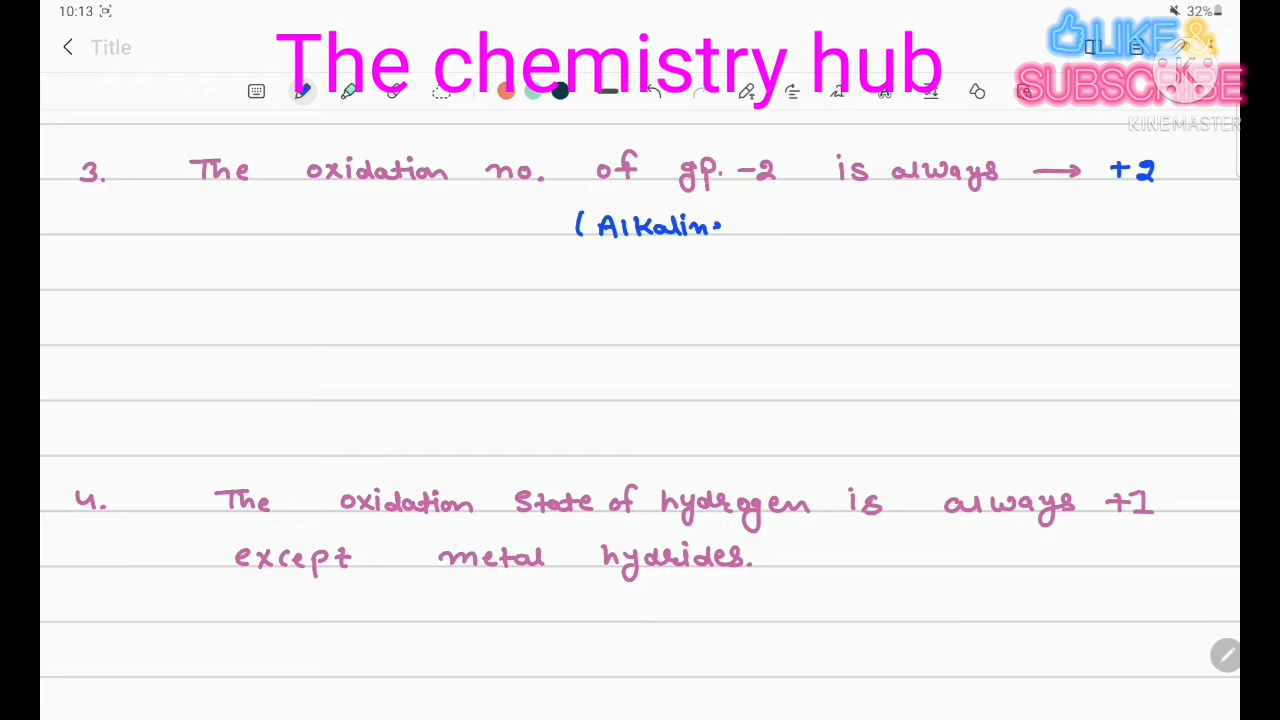 10:13
32%
Title
The chemistry hub
LIKE &
SUBSCRIBE
K
KINEMASTER
3. The oxidation no. of gp. -2 is always → +2
(Alkalin
4. The oxidation state of hydrogen is always +1
except metal hydrides.